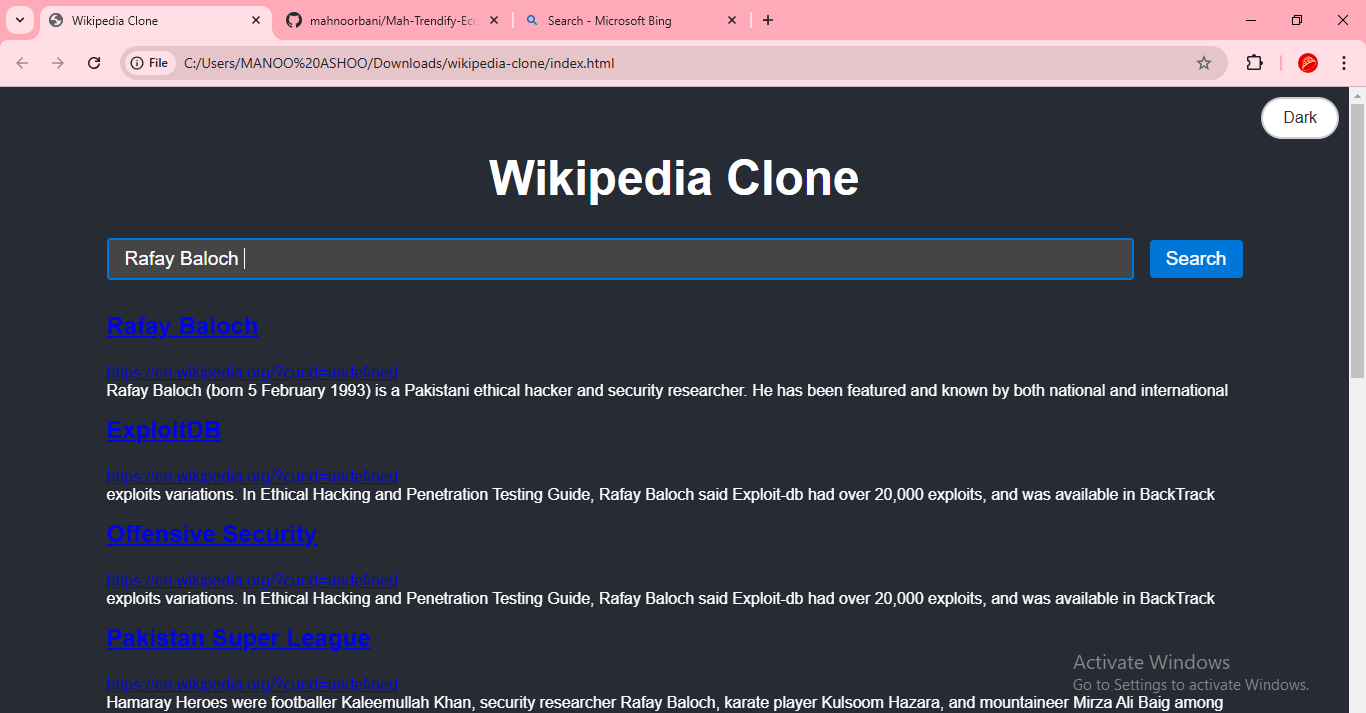 Wikipedia Clone
mahnoorbani/Mah-Trendify-Ec
Search - Microsoft Bing
File
C:/Users/MANOO%20ASHOO/Downloads/wikipedia-clone/index.html
Dark
Wikipedia Clone
Rafay Baloch
Search
Rafay Baloch
https://en.wikipedia.org/?curid=undefined
Rafay Baloch (born 5 February 1993) is a Pakistani ethical hacker and security researcher. He has been featured and known by both national and international
ExploitDB
https://en.wikipedia.org/?curid=undefined
exploits variations. In Ethical Hacking and Penetration Testing Guide, Rafay Baloch said Exploit-db had over 20,000 exploits, and was available in BackTrack
Offensive Security
https://en.wikipedia.org/?curid=undefined
exploits variations. In Ethical Hacking and Penetration Testing Guide, Rafay Baloch said Exploit-db had over 20,000 exploits, and was available in BackTrack
Pakistan Super League
https://en.wikipedia.org/?curid=undefined
Hamaray Heroes were footballer Kaleemullah Khan, security researcher Rafay Baloch, karate player Kulsoom Hazara, and mountaineer Mirza Ali Baig among
Activate Windows
Go to Settings to activate Windows.